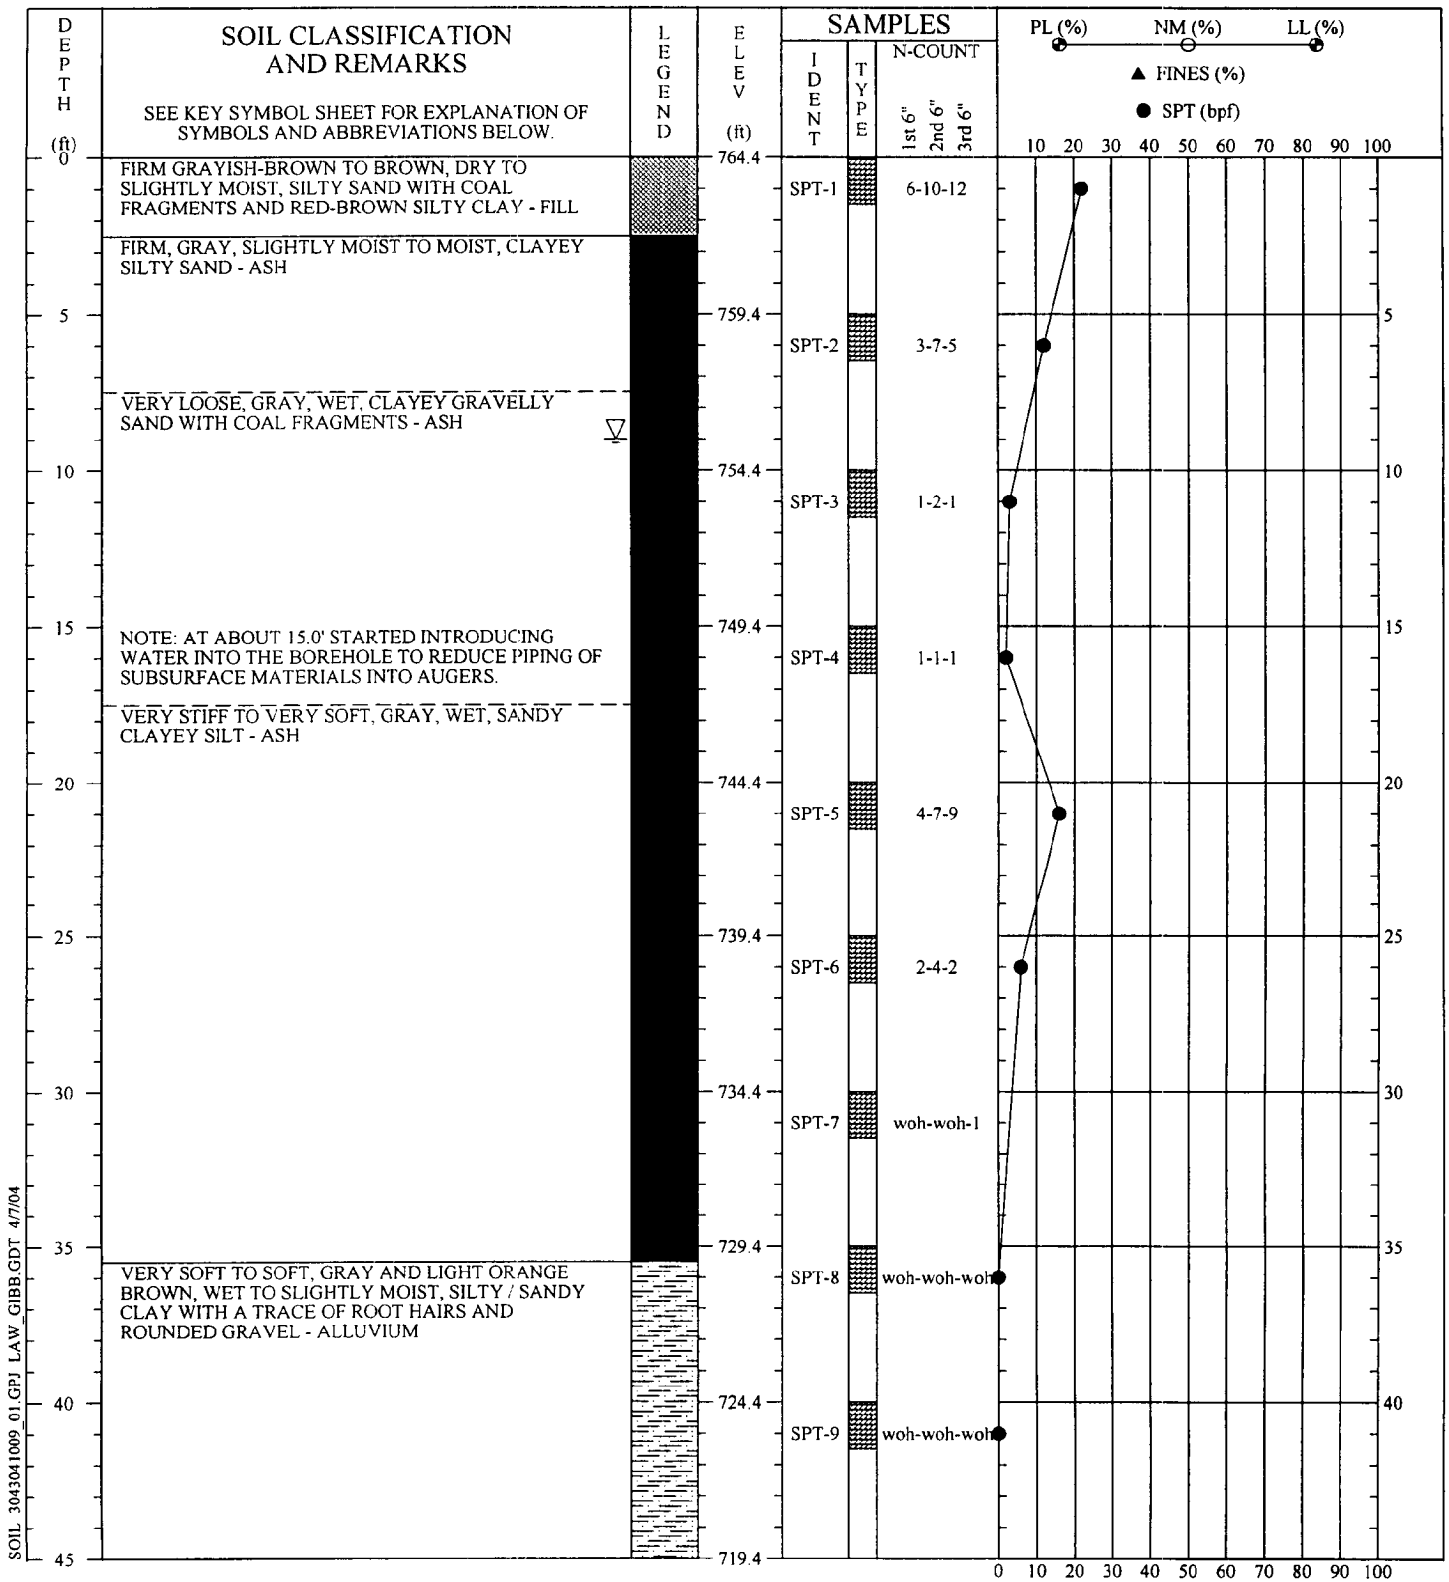 DEPTH (ft)
SOIL CLASSIFICATION
AND REMARKS
SEE KEY SYMBOL SHEET FOR EXPLANATION OF
SYMBOLS AND ABBREVIATIONS BELOW.
LEGEND
ELEV (ft)
SAMPLES
IDENT
TYPE
N-COUNT
1st 6"
2nd 6"
3rd 6"
PL (%) NM (%) LL (%)
▲ FINES (%)
● SPT (bpf)
10 20 30 40 50 60 70 80 90 100
0
FIRM GRAYISH-BROWN TO BROWN, DRY TO
SLIGHTLY MOIST, SILTY SAND WITH COAL
FRAGMENTS AND RED-BROWN SILTY CLAY - FILL
764.4
SPT-1 6-10-12
FIRM, GRAY, SLIGHTLY MOIST TO MOIST, CLAYEY
SILTY SAND - ASH
5 759.4 5
SPT-2 3-7-5
VERY LOOSE, GRAY, WET, CLAYEY GRAVELLY
SAND WITH COAL FRAGMENTS - ASH
10 754.4 10
SPT-3 1-2-1
15 749.4 15
NOTE: AT ABOUT 15.0' STARTED INTRODUCING
WATER INTO THE BOREHOLE TO REDUCE PIPING OF
SUBSURFACE MATERIALS INTO AUGERS.
SPT-4 1-1-1
VERY STIFF TO VERY SOFT, GRAY, WET, SANDY
CLAYEY SILT - ASH
20 744.4 20
SPT-5 4-7-9
25 739.4 25
SPT-6 2-4-2
30 734.4 30
SPT-7 woh-woh-1
35 729.4 35
VERY SOFT TO SOFT, GRAY AND LIGHT ORANGE
BROWN, WET TO SLIGHTLY MOIST, SILTY / SANDY
CLAY WITH A TRACE OF ROOT HAIRS AND
ROUNDED GRAVEL - ALLUVIUM
SPT-8 woh-woh-woh
40 724.4 40
SPT-9 woh-woh-woh
45 719.4
0 10 20 30 40 50 60 70 80 90 100
SOIL 3043041009_01.GPJ LAW_GIBB.GDT 4/7/04